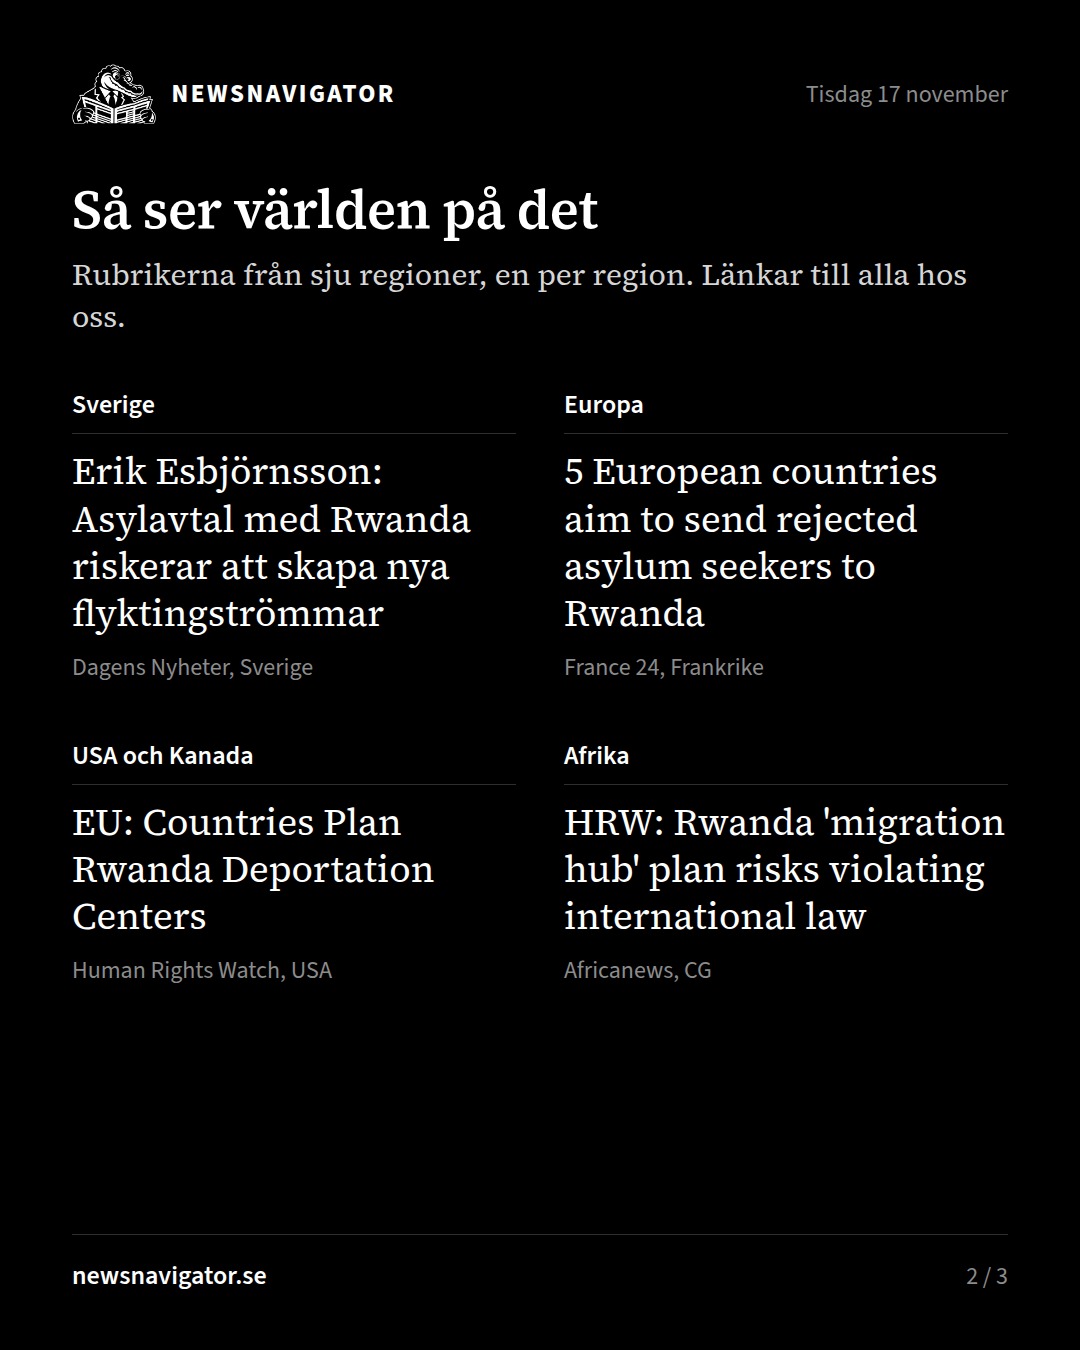 NEWSNAVIGATOR
Tisdag 17 november
Så ser världen på det
Rubrikerna från sju regioner, en per region. Länkar till alla hos
oss.
Sverige
Erik Esbjörnsson:
Asylavtal med Rwanda
riskerar att skapa nya
flyktingströmmar
Dagens Nyheter, Sverige
Europa
5 European countries
aim to send rejected
asylum seekers to
Rwanda
France 24, Frankrike
USA och Kanada
EU: Countries Plan
Rwanda Deportation
Centers
Human Rights Watch, USA
Afrika
HRW: Rwanda 'migration
hub' plan risks violating
international law
Africanews, CG
newsnavigator.se
2 / 3